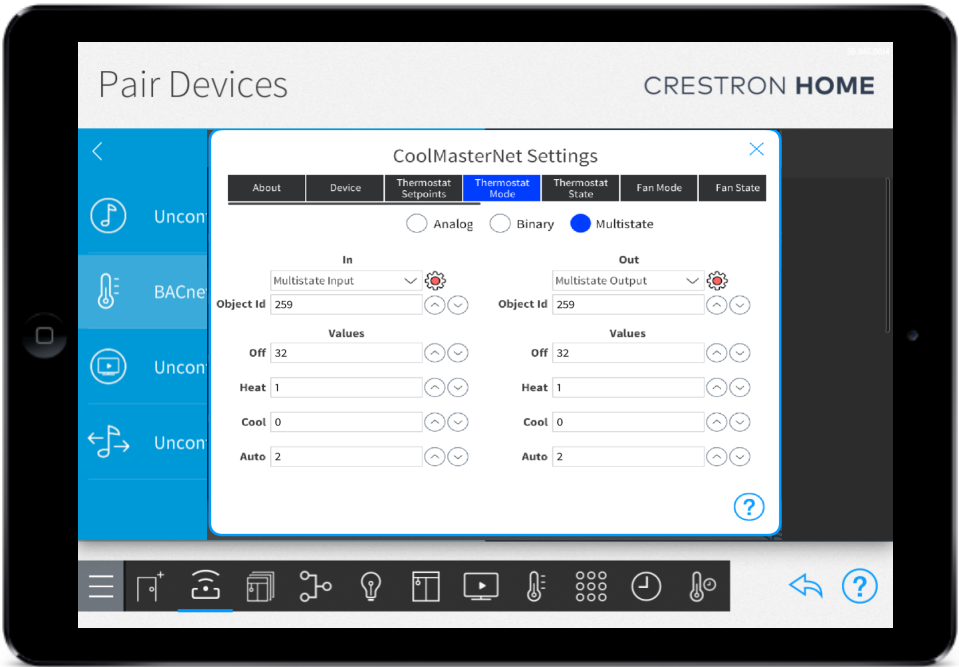 Pair Devices
CRESTRON HOME
CoolMasterNet Settings
About
Device
Thermostat
Setpoints
Thermostat
Mode
Thermostat
State
Fan Mode
Fan State
Analog
Binary
Multistate
Uncon
BACne
Uncon
Uncon
In
Multistate Input
Object Id 259
Values
Off 32
Heat 1
Cool 0
Auto 2
Out
Multistate Output
Object Id 259
Values
Off 32
Heat 1
Cool 0
Auto 2
?
?